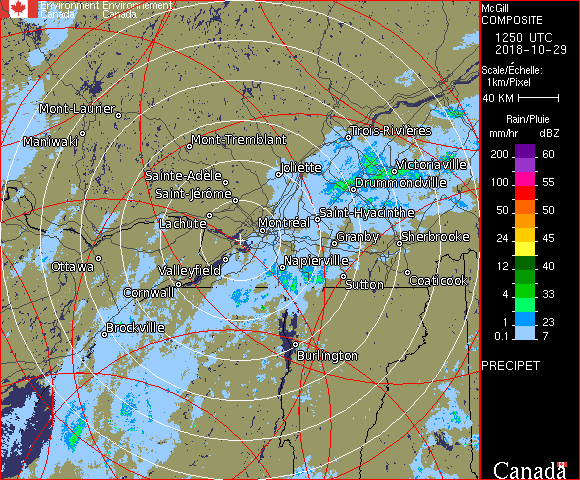 Environment Environnement
Canada Canada
Mont-Laurier
Maniwaki
Mont-Tremblant
Trois-Rivières
Joliette
Victoriaville
Sainte-Adèle
Drummondville
Saint-Jérôme
Lachute
Saint-Hyacinthe
Montréal
Granby
Sherbrooke
Ottawa
Valleyfield
Napierville
Cornwall
Sutton
Coaticook
Brockville
Burlington
McGill
COMPOSITE
1250 UTC
2018-10-29
Scale/Échelle:
1km/Pixel
40 KM
Rain/Pluie
mm/hr dBZ
200 60
100 55
50 50
24 45
12 40
4 33
1 23
0.1 7
PRECIPET
Canada